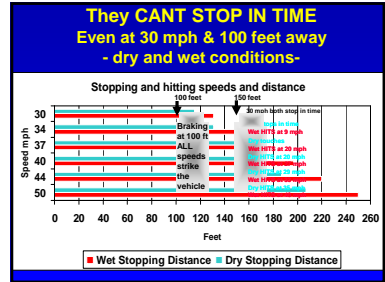 They CANT STOP IN TIME
Even at 30 mph & 100 feet away
- dry and wet conditions-
Stopping and hitting speeds and distance
100 feet
150 feet
30 mph both stop in time
Wet HITS at 9 mph
Wet HITS at 20 mph
Braking
at 100 ft
ALL
speeds
strike
the
vehicle
Speed mph
30
34
37
40
44
50
0 20 40 60 80 100 120 140 160 180 200 220 240 260
Feet
Wet Stopping Distance
Dry Stopping Distance